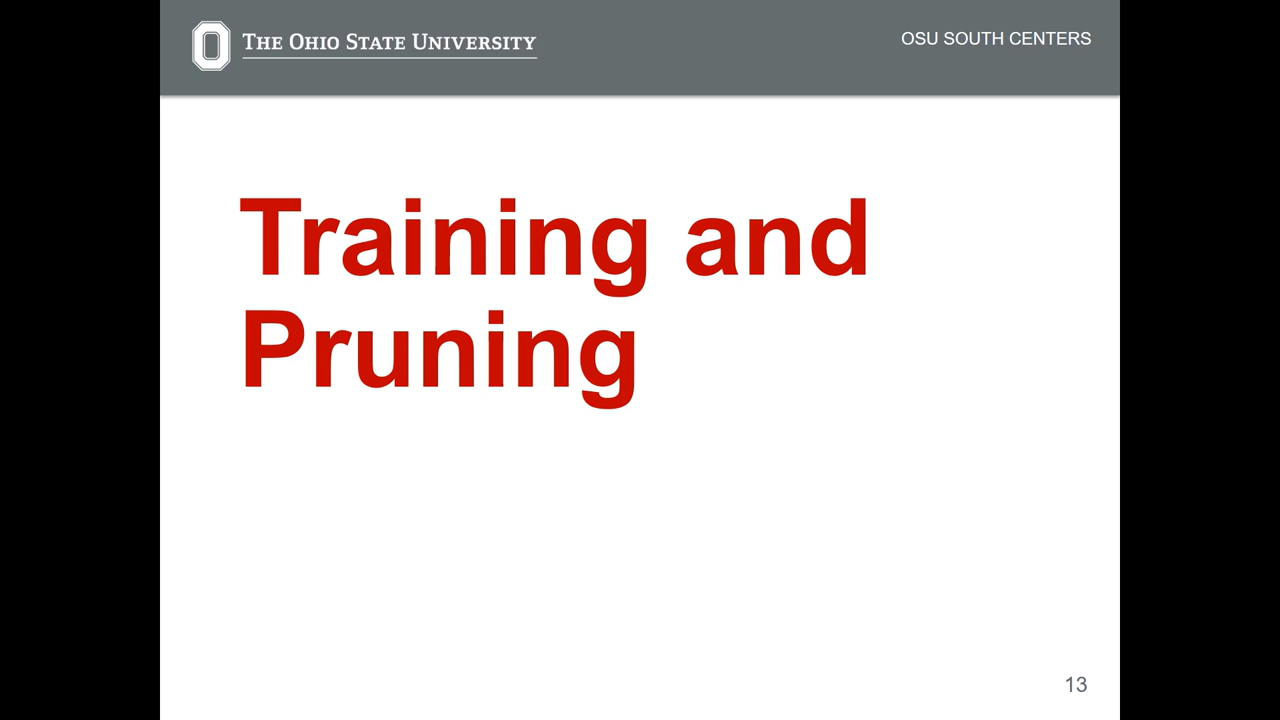 THE OHIO STATE UNIVERSITY
OSU SOUTH CENTERS
Training and
Pruning
13